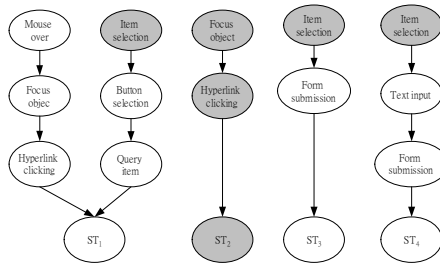 Mouse
over
Item
selection
Focus
object
Item
selection
Item
selection
Focus
objec
Button
selection
Hyperlink
clicking
Form
submission
Text input
Hyperlink
clicking
Query
item
Form
submission
ST1
ST2
ST3
ST4